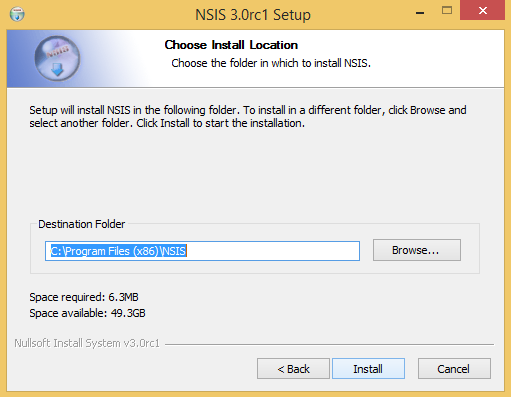 NSIS 3.0rc1 Setup
Choose Install Location
Choose the folder in which to install NSIS.
Setup will install NSIS in the following folder. To install in a different folder, click Browse and
select another folder. Click Install to start the installation.
Destination Folder
C:\Program Files (x86)\NSIS
Browse...
Space required: 6.3MB
Space available: 49.3GB
Nullsoft Install System v3.0rc1
< Back
Install
Cancel